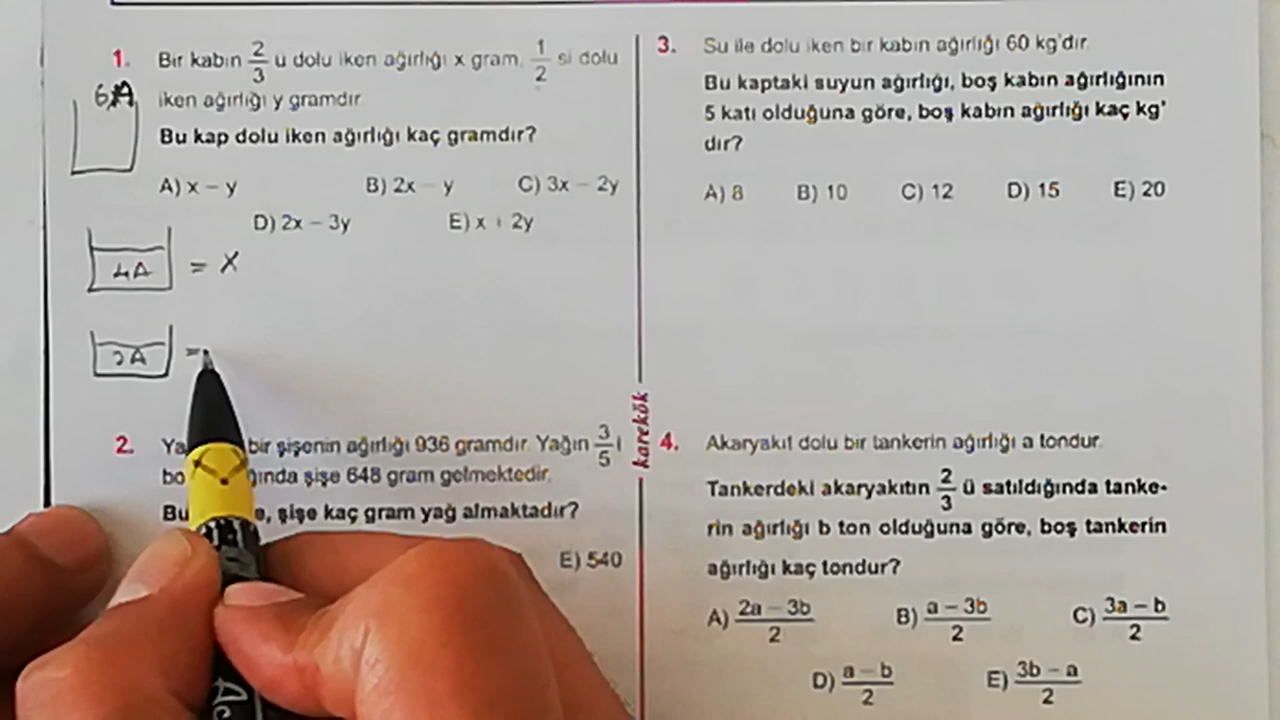 1. Bir kabın 2/3 ü dolu iken ağırlığı x gram, 1/2 si dolu
iken ağırlığı y gramdır.
Bu kap dolu iken ağırlığı kaç gramdır?
A) x - y B) 2x - y C) 3x - 2y
D) 2x - 3y E) x + 2y
6A
4A = x
3A =
2. bir şişenin ağırlığı 936 gramdır. Yağın 3/5 i
şişe 648 gram gelmektedir.
şişe kaç gram yağ almaktadır?
E) 540
karekök
3. Su ile dolu iken bir kabın ağırlığı 60 kg'dır.
Bu kaptaki suyun ağırlığı, boş kabın ağırlığının
5 katı olduğuna göre, boş kabın ağırlığı kaç kg'
dır?
A) 8 B) 10 C) 12 D) 15 E) 20
4. Akaryakıt dolu bir tankerin ağırlığı a tondur.
Tankerdeki akaryakıtın 2/3 ü satıldığında tanke-
rin ağırlığı b ton olduğuna göre, boş tankerin
ağırlığı kaç tondur?
A) 2a - 3b/2 B) a - 3b/2 C) 3a - b/2
D) a - b/2 E) 3b - a/2